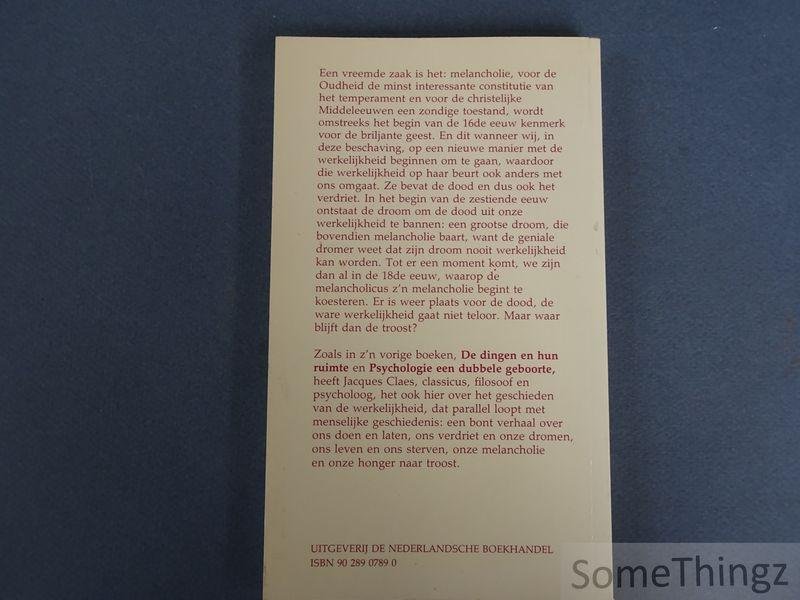 Een vreemde zaak is het: melancholie, voor de
Oudheid de minst interessante constitutie van
het temperament en voor de christelijke
Middeleeuwen een zondige toestand, wordt
omstreeks het begin van de 16de eeuw kenmerk
voor de briljante geest. En dit wanneer wij, in
deze beschaving, op een nieuwe manier met de
werkelijkheid beginnen om te gaan, waardoor
die werkelijkheid op haar beurt ook anders met
ons omgaat. Ze bevat de dood en dus ook het
verdriet. In het begin van de zestiende eeuw
ontstaat de droom om de dood uit onze
werkelijkheid te bannen: een grootse droom, die
bovendien melancholie baart, want de geniale
dromer weet dat zijn droom nooit werkelijkheid
kan worden. Tot er een moment komt, we zijn
dan al in de 18de eeuw, waarop de
melancholicus z'n melancholie begint te
koesteren. Er is weer plaats voor de dood, de
ware werkelijkheid gaat niet teloor. Maar waar
blijft dan de troost?
Zoals in z'n vorige boeken, De dingen en hun
ruimte en Psychologie een dubbele geboorte,
heeft Jacques Claes, classicus, filosoof en
psycholoog, het ook hier over het geschieden
van de werkelijkheid, dat parallel loopt met
menselijke geschiedenis: een bont verhaal over
ons doen en laten, ons verdriet en onze dromen,
ons leven en ons sterven, onze melancholie
en onze honger naar troost.
UITGEVERIJ DE NEDERLANDSCHE BOEKHANDEL
ISBN 90 289 0789 0
SomeThingz